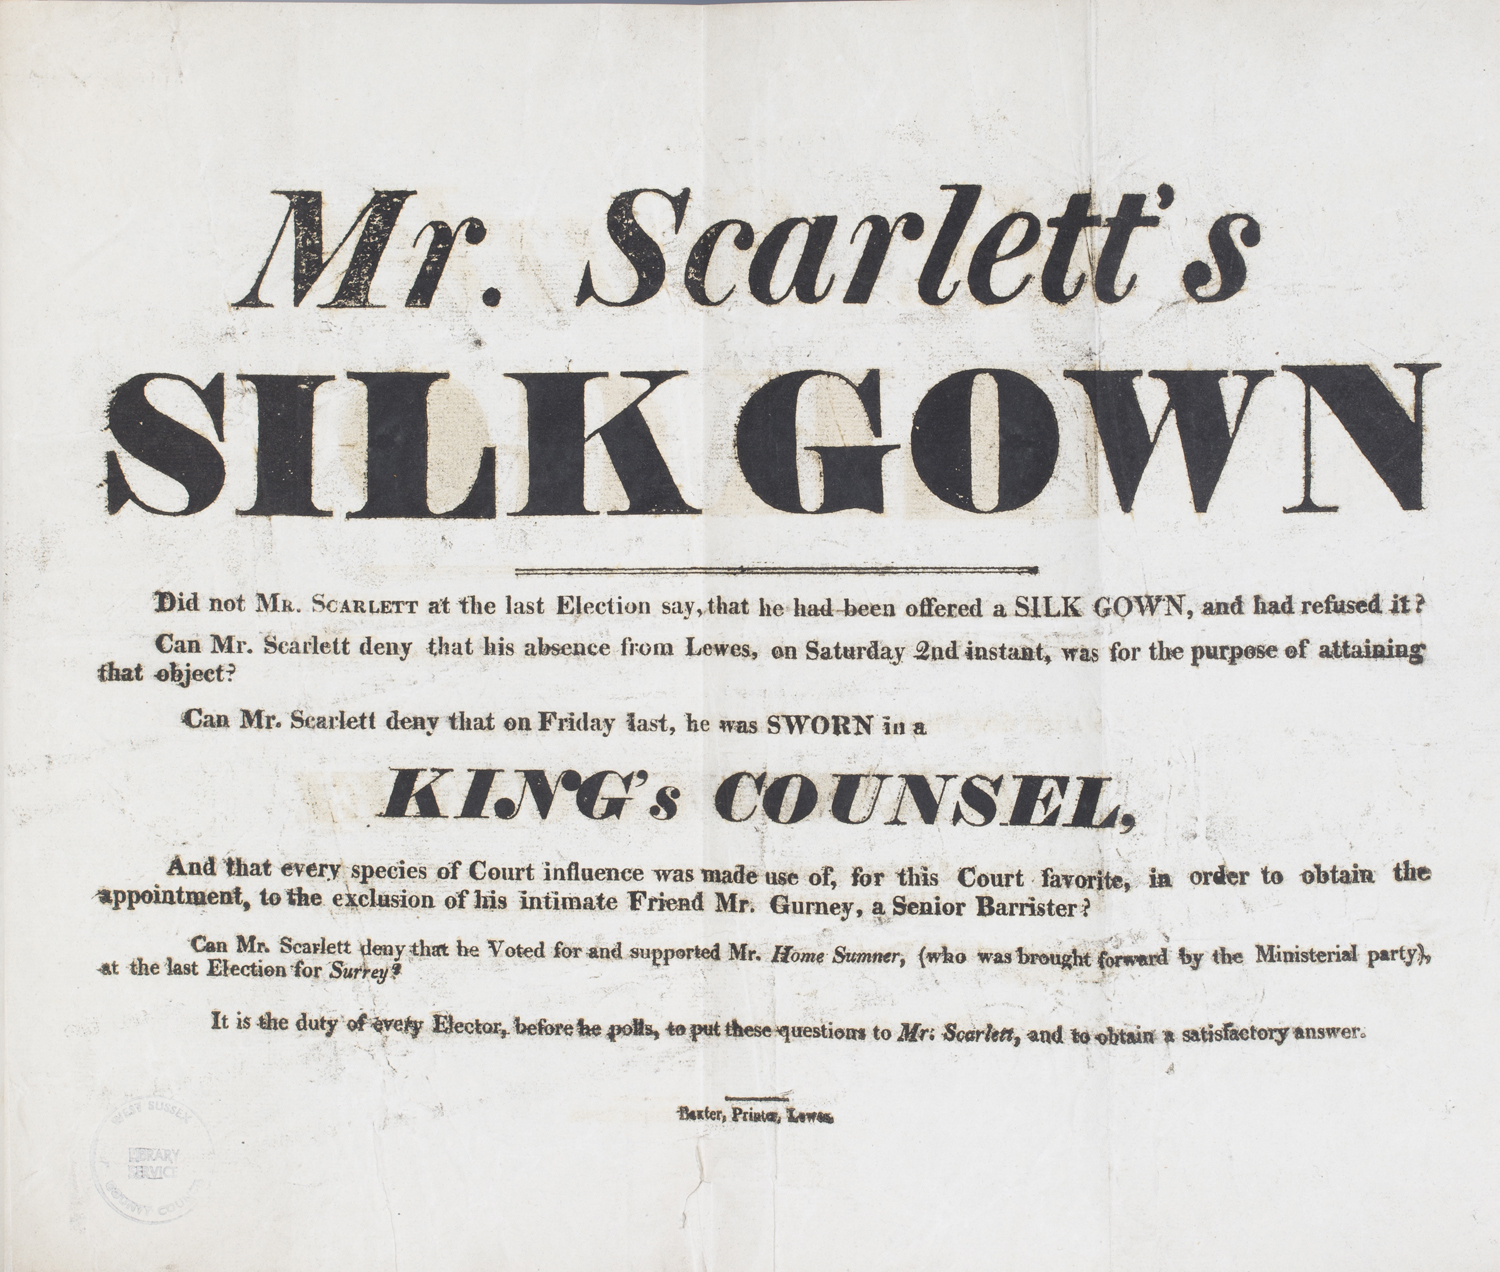 Mr. Scarlett's
SILK GOWN
Did not MR. SCARLETT at the last Election say, that he had been offered a SILK GOWN, and had refused it?
Can Mr. Scarlett deny that his absence from Lewes, on Saturday 2nd instant, was for the purpose of attaining
that object?
Can Mr. Scarlett deny that on Friday last, he was SWORN in a
KING's COUNSEL,
And that every species of Court influence was made use of, for this Court favorite, in order to obtain the
appointment, to the exclusion of his intimate Friend Mr. Gurney, a Senior Barrister?
Can Mr. Scarlett deny that he Voted for and supported Mr. Home Sumner, (who was brought forward by the Ministerial party),
at the last Election for Surrey?
It is the duty of every Elector, before he polls, to put these questions to Mr. Scarlett, and to obtain a satisfactory answer.
Baxter, Printer, Lewes.
WEST SUSSEX
LIBRARY
SERVICE
COUNTY COUNCIL